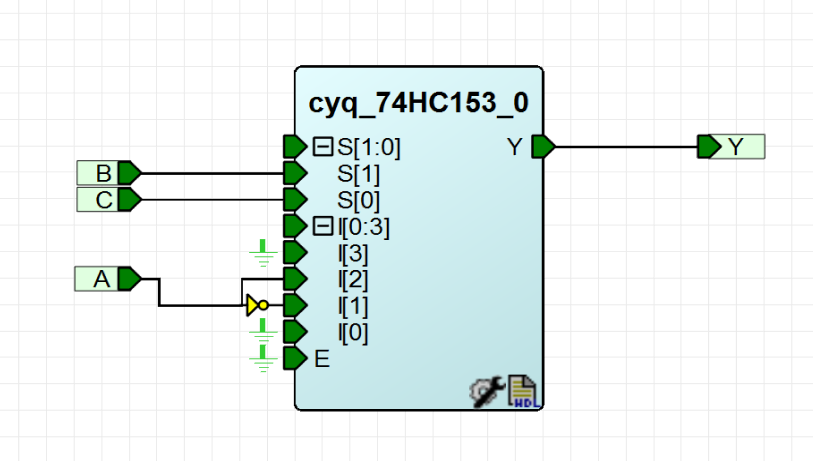 cyq_74HC153_0
S[1:0]
Y
Y
B
S[1]
C
S[0]
I[0:3]
I[3]
A
I[2]
I[1]
I[0]
E
HDL